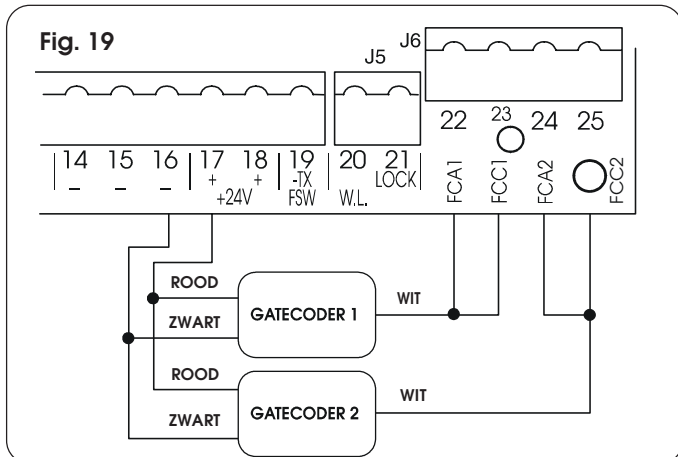 Fig. 19
J6
J5
22 23 24 25
14 15 16 17 18 19 20 21
– – – + + -TX LOCK
+24V FSW W.L.
FCA1 FCC1 FCA2 FCC2
ROOD
GATECODER 1
WIT
ZWART
ROOD
GATECODER 2
WIT
ZWART